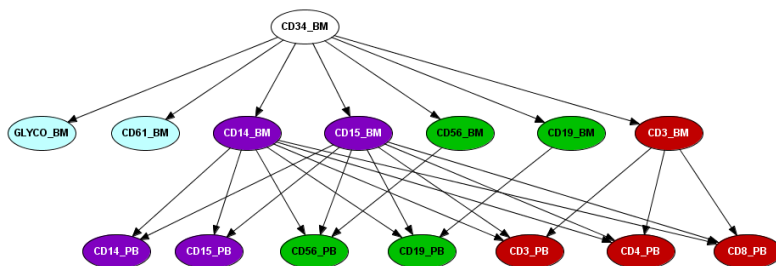 CD34_BM
GLYCO_BM CD61_BM CD14_BM CD15_BM CD56_BM CD19_BM CD3_BM
CD14_PB CD15_PB CD56_PB CD19_PB CD3_PB CD4_PB CD8_PB